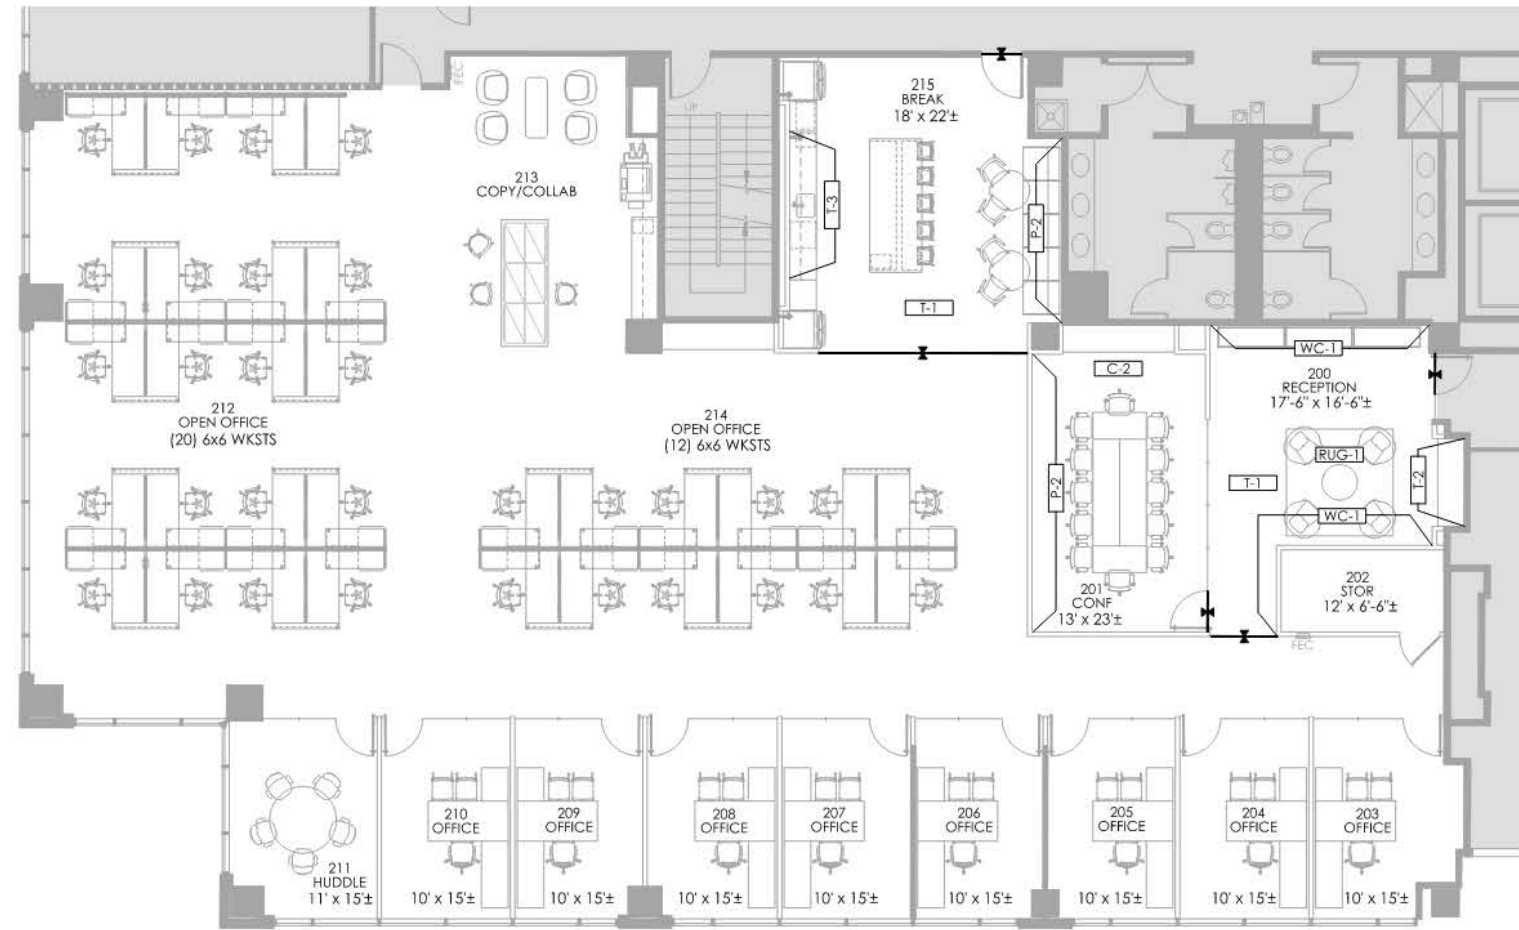 FEC
UP
215
BREAK
18' x 22'±
213
COPY/COLLAB
T-3
P-2
T-1
WC-1
C-2
200
RECEPTION
17'-6" x 16'-6"±
212
OPEN OFFICE
(20) 6x6 WKSTS
214
OPEN OFFICE
(12) 6x6 WKSTS
RUG-1
P-2
T-1
T-2
WC-1
202
STOR
12' x 6'-6"±
201
CONF
13' x 23'±
FEC
210
OFFICE
209
OFFICE
208
OFFICE
207
OFFICE
206
OFFICE
205
OFFICE
204
OFFICE
203
OFFICE
211
HUDDLE
11' x 15'±
10' x 15'±
10' x 15'±
10' x 15'±
10' x 15'±
10' x 15'±
10' x 15'±
10' x 15'±
10' x 15'±